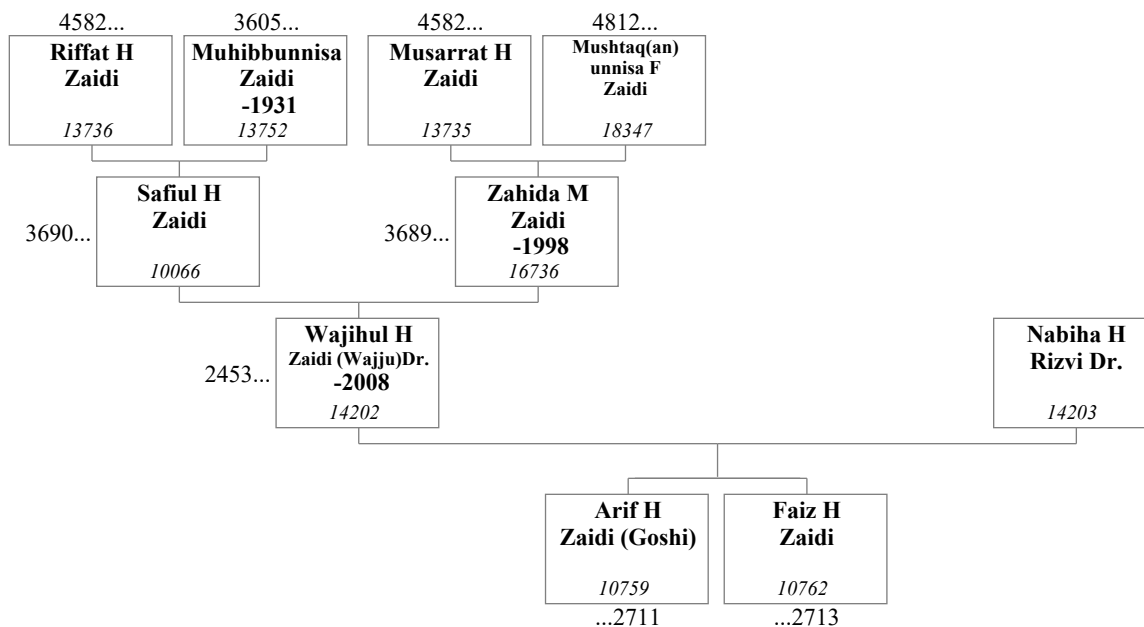 4582... 3605... 4582... 4812...
Riffat H
Zaidi
13736
Muhibbunnisa
Zaidi
-1931
13752
Musarrat H
Zaidi
13735
Mushtaq(an)
unnisa F
Zaidi
18347
3690...
Safiul H
Zaidi
10066
3689...
Zahida M
Zaidi
-1998
16736
2453...
Wajihul H
Zaidi (Wajju)Dr.
-2008
14202
Nabiha H
Rizvi Dr.
14203
Arif H
Zaidi (Goshi)
10759
...2711
Faiz H
Zaidi
10762
...2713